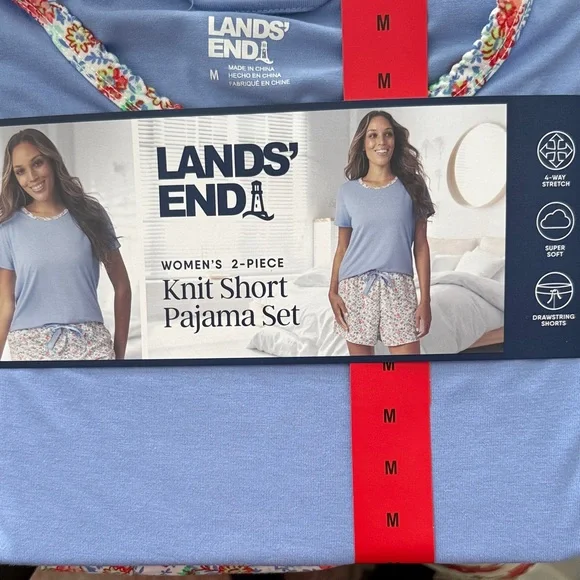 LANDS'
END
M
MADE IN CHINA
HECHO EN CHINA
FABRIQUÉ EN CHINE
M
M
LANDS'
END
WOMEN'S 2-PIECE
Knit Short
Pajama Set
4-WAY
STRETCH
SUPER
SOFT
DRAWSTRING
SHORTS
M
M
M
M